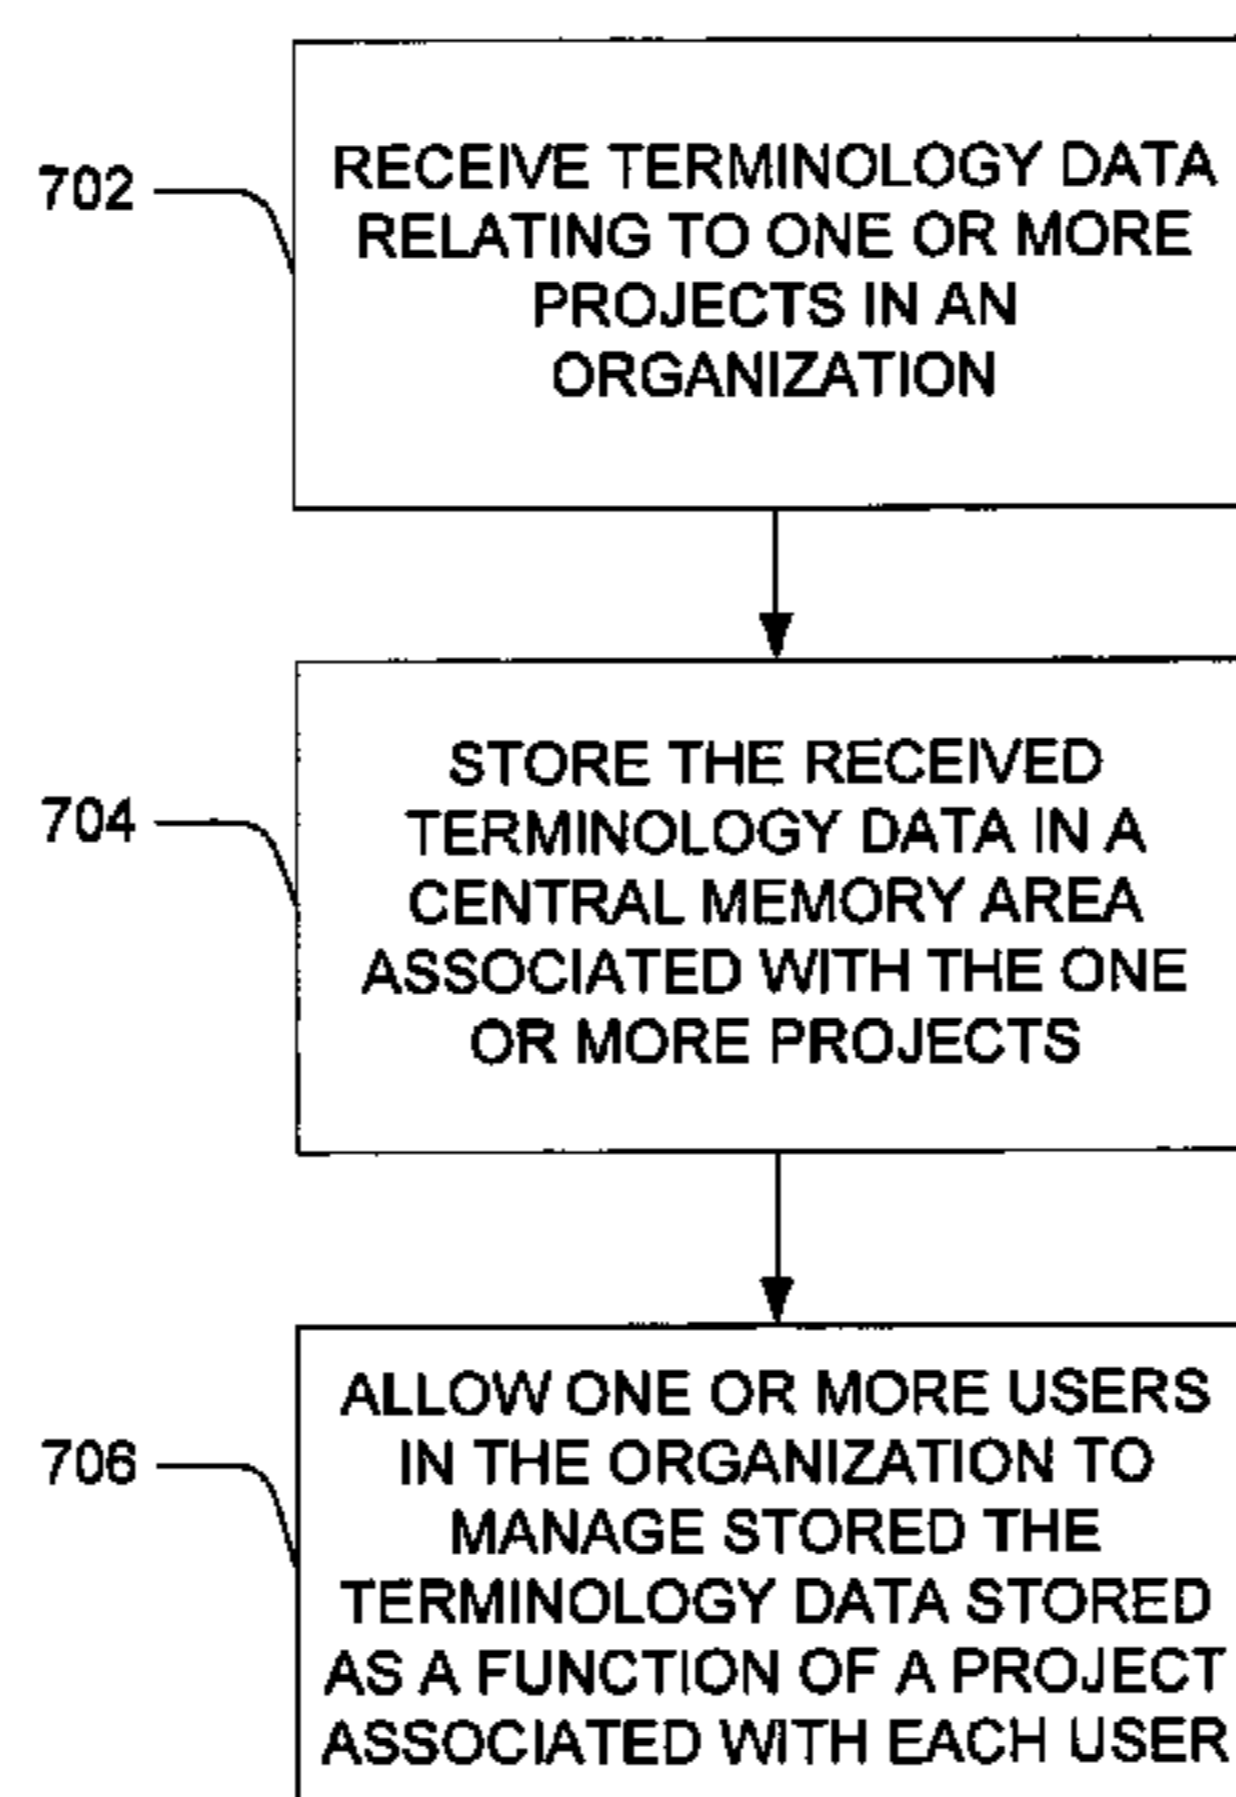 702
RECEIVE TERMINOLOGY DATA
RELATING TO ONE OR MORE
PROJECTS IN AN
ORGANIZATION
704
STORE THE RECEIVED
TERMINOLOGY DATA IN A
CENTRAL MEMORY AREA
ASSOCIATED WITH THE ONE
OR MORE PROJECTS
706
ALLOW ONE OR MORE USERS
IN THE ORGANIZATION TO
MANAGE STORED THE
TERMINOLOGY DATA STORED
AS A FUNCTION OF A PROJECT
ASSOCIATED WITH EACH USER